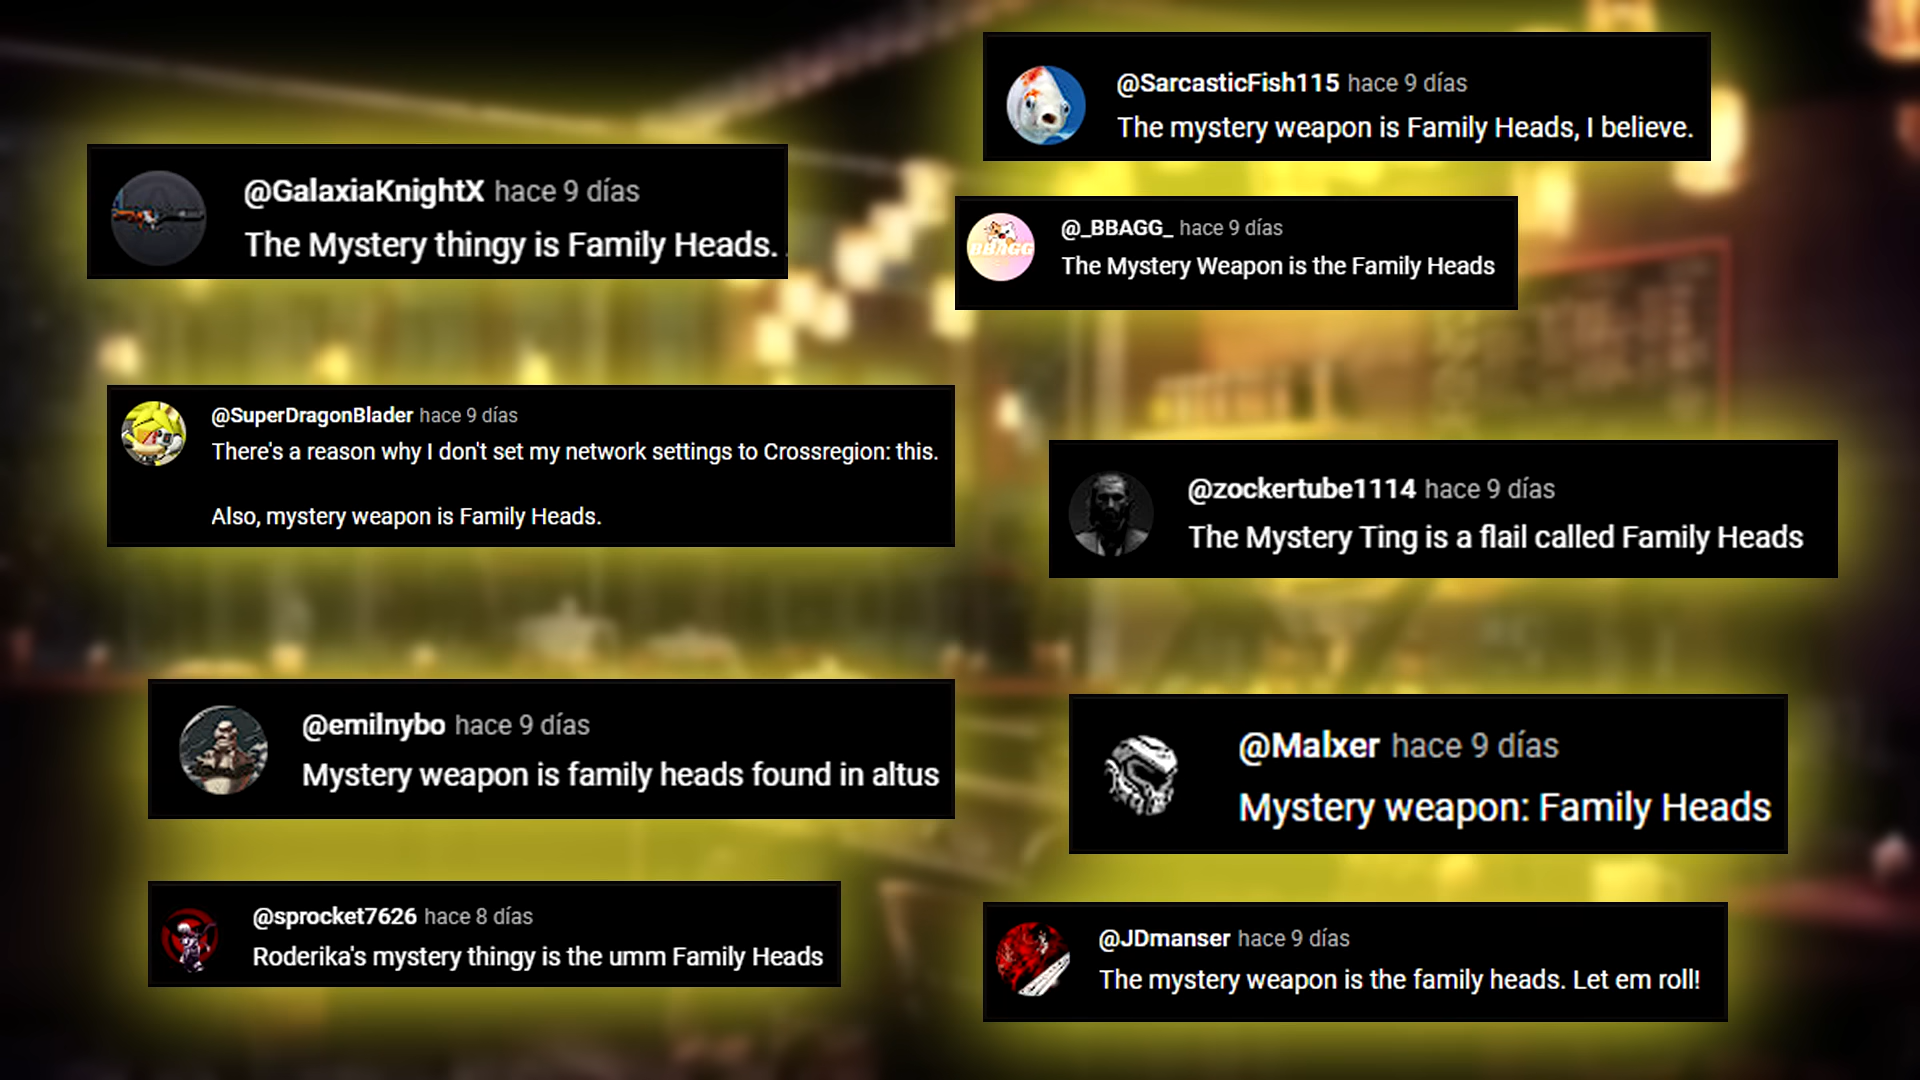 @GalaxiaKnightX hace 9 días
The Mystery thingy is Family Heads.
@SuperDragonBlader hace 9 días
There's a reason why I don't set my network settings to Crossregion: this.
Also, mystery weapon is Family Heads.
@emilnybo hace 9 días
Mystery weapon is family heads found in altus
@sprocket7626 hace 8 días
Roderika's mystery thingy is the umm Family Heads
@SarcasticFish115 hace 9 días
The mystery weapon is Family Heads, I believe.
BBAGG
@_BBAGG_ hace 9 días
The Mystery Weapon is the Family Heads
@zockertube1114 hace 9 días
The Mystery Ting is a flail called Family Heads
@Malxer hace 9 días
Mystery weapon: Family Heads
@JDmanser hace 9 días
The mystery weapon is the family heads. Let em roll!